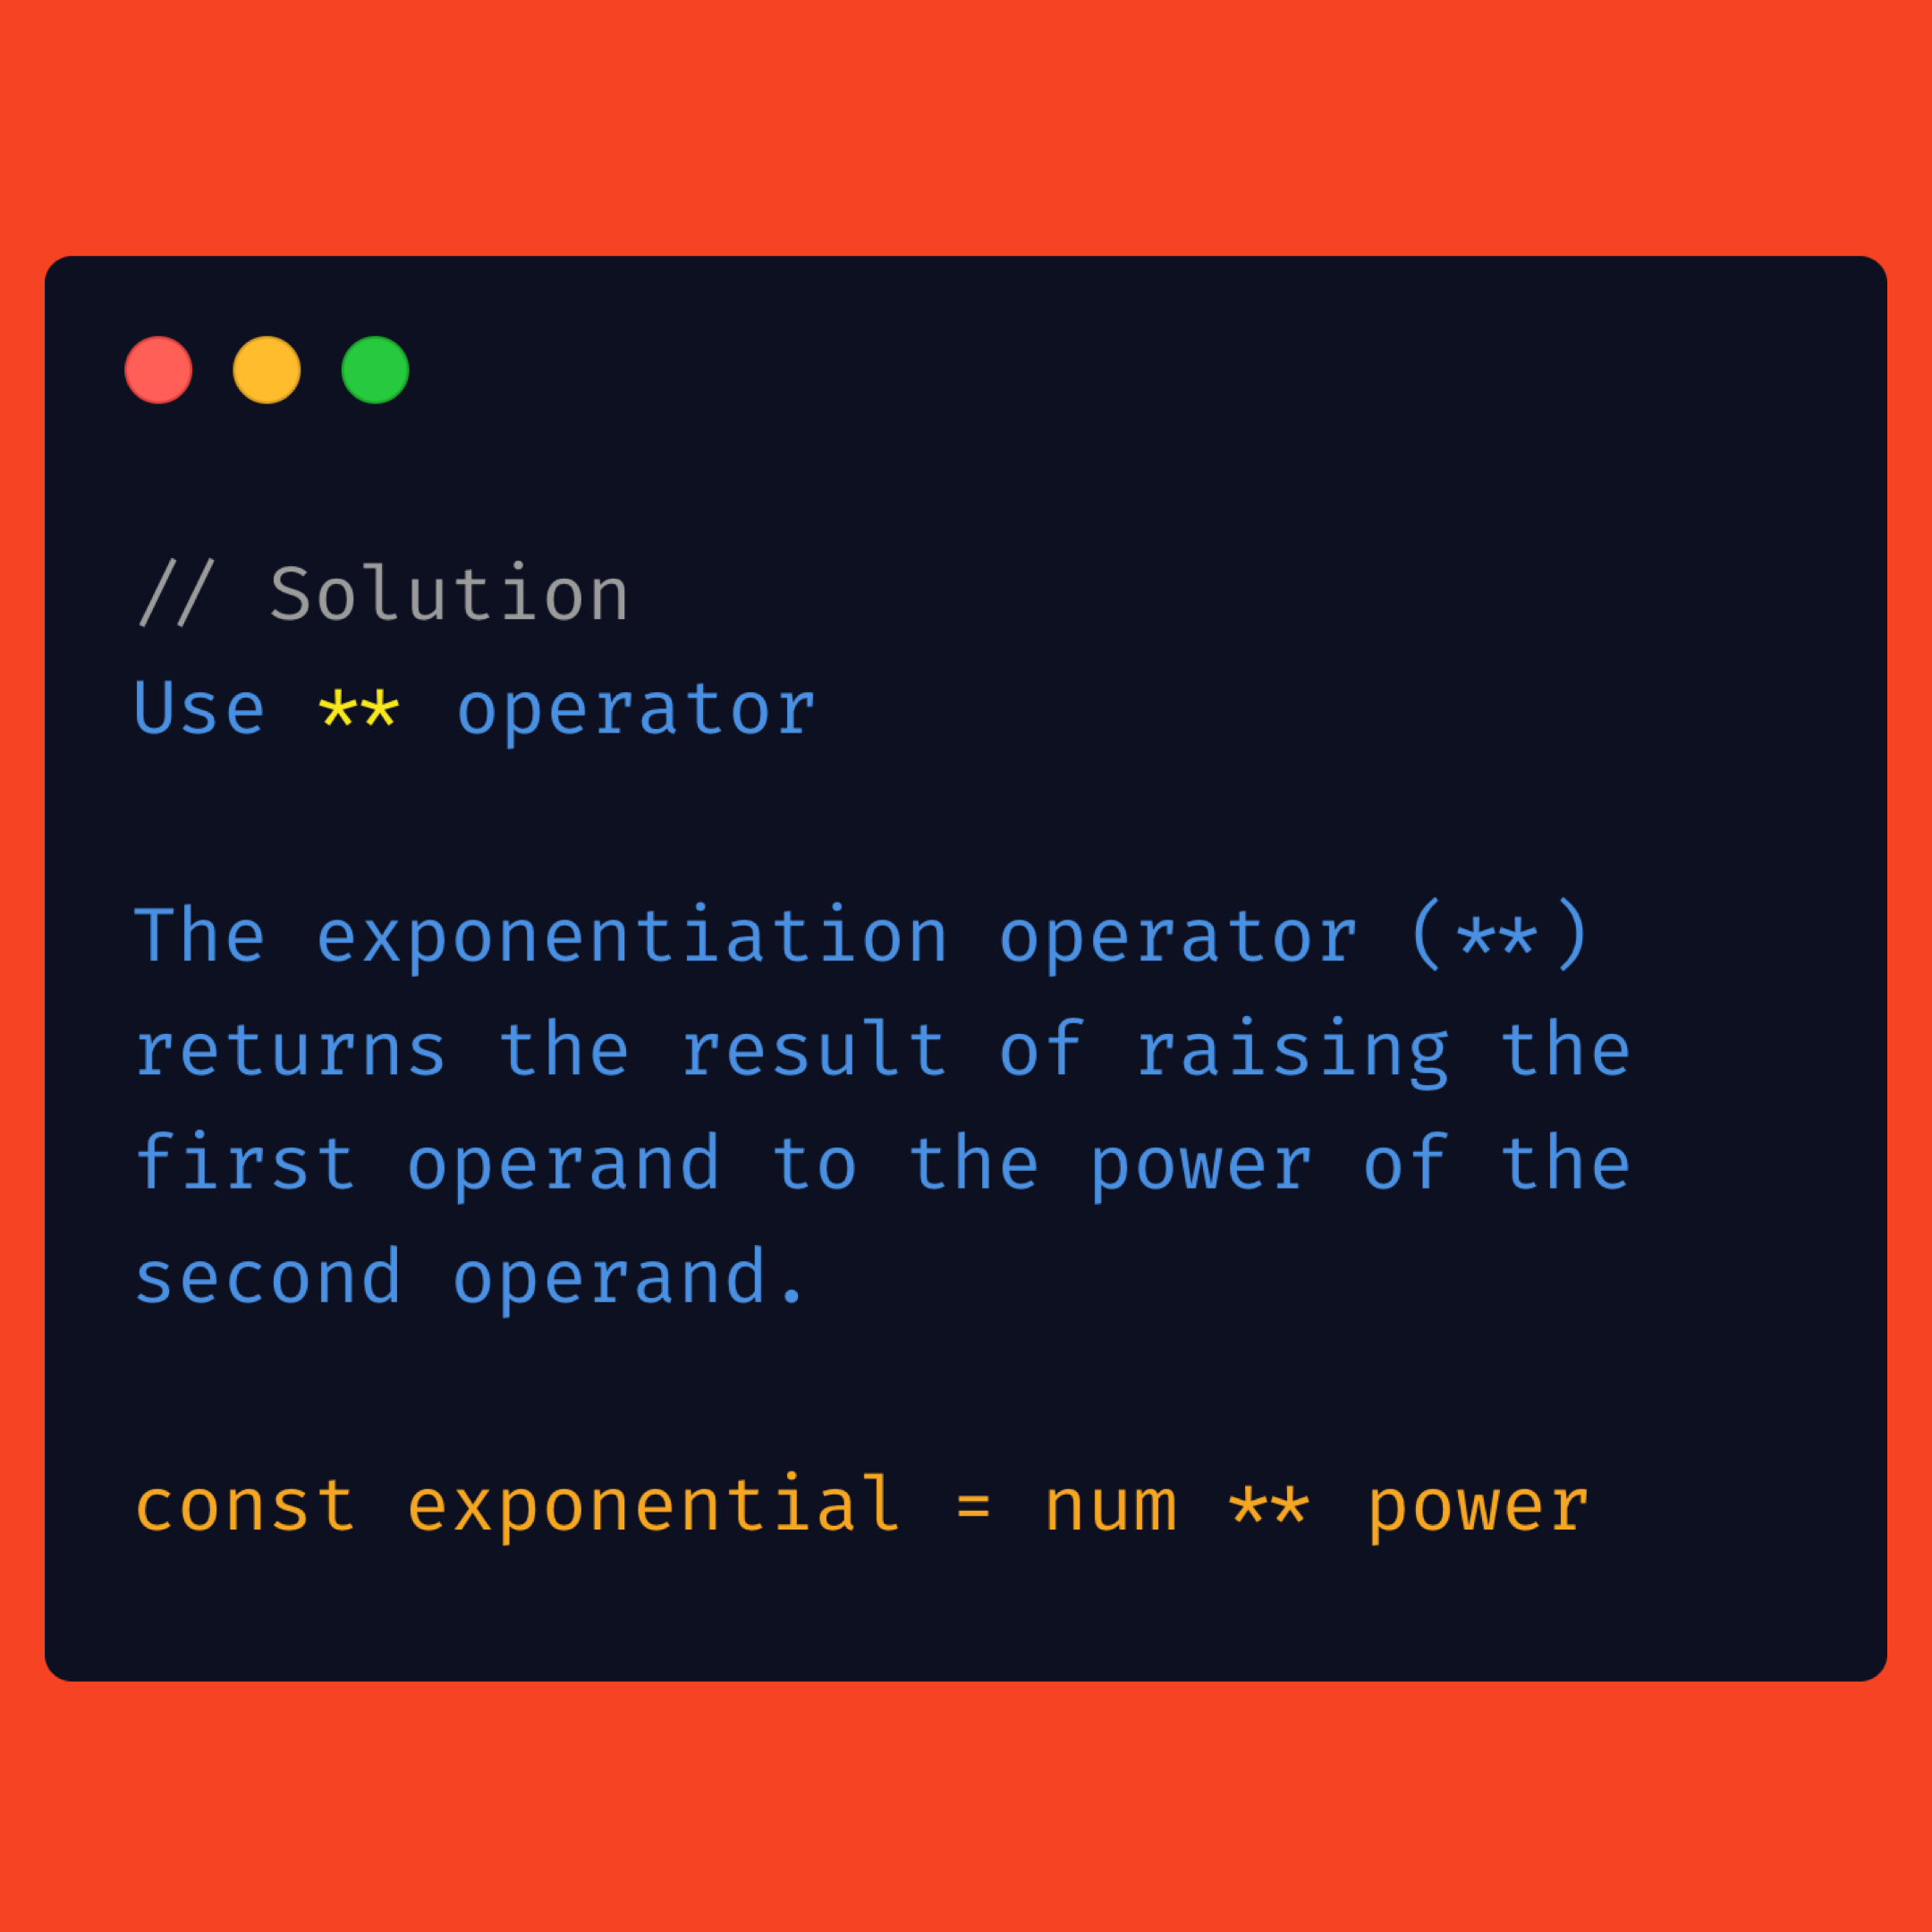 // Solution
Use ** operator
The exponentiation operator (**)
returns the result of raising the
first operand to the power of the
second operand.
const exponential = num ** power